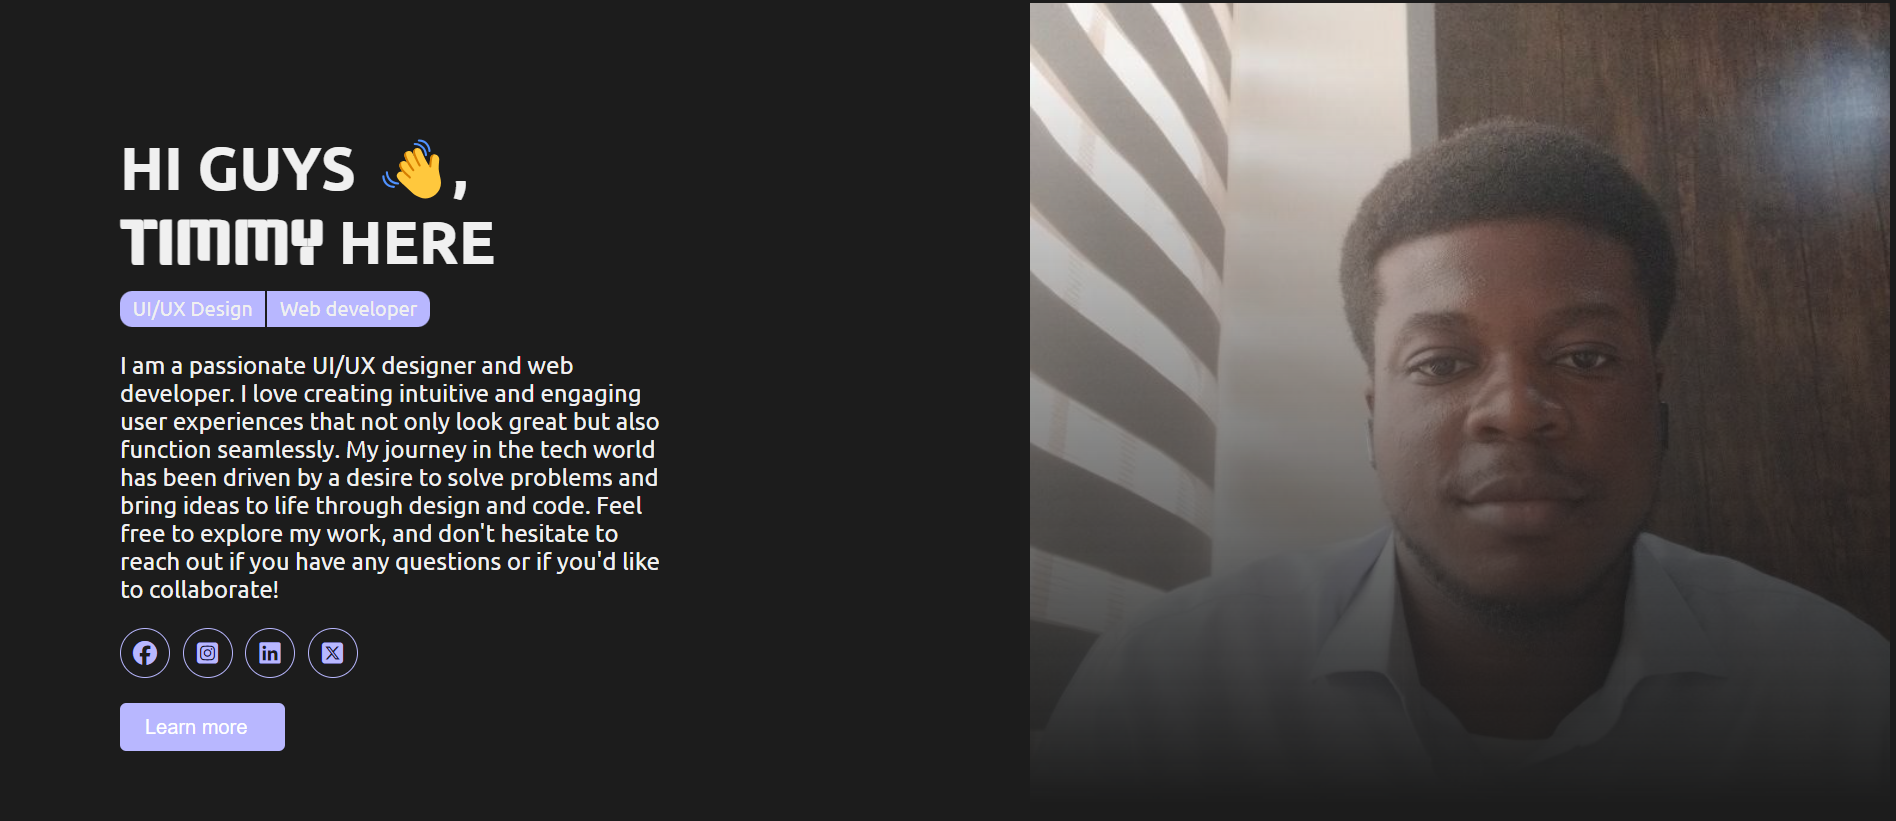 HI GUYS 👋,
TIMMY HERE
UI/UX Design Web developer
I am a passionate UI/UX designer and web
developer. I love creating intuitive and engaging
user experiences that not only look great but also
function seamlessly. My journey in the tech world
has been driven by a desire to solve problems and
bring ideas to life through design and code. Feel
free to explore my work, and don't hesitate to
reach out if you have any questions or if you'd like
to collaborate!
Learn more